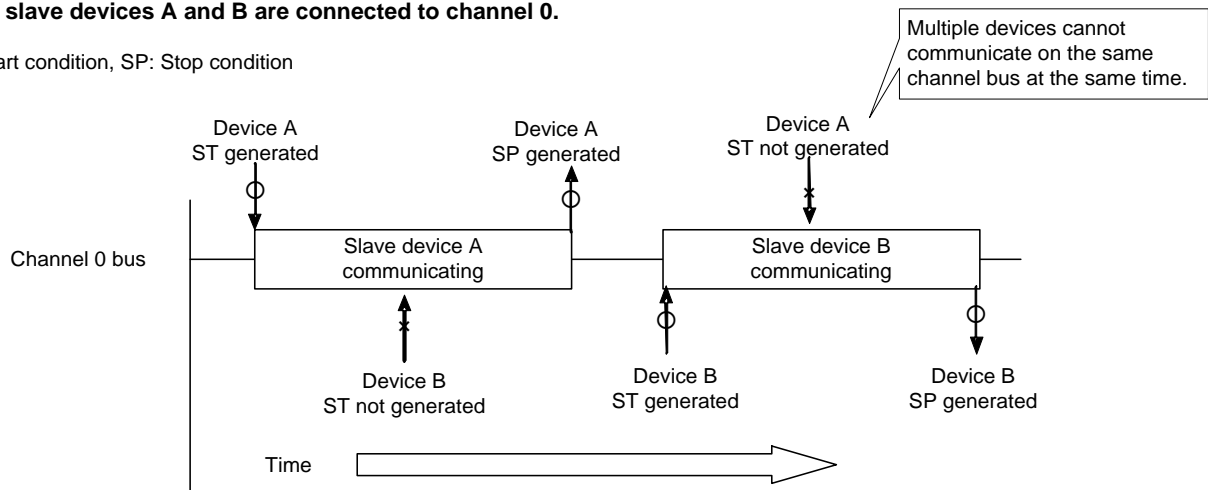 slave devices A and B are connected to channel 0.
art condition, SP: Stop condition
Multiple devices cannot
communicate on the same
channel bus at the same time.
Device A
ST generated
Device A
SP generated
Device A
ST not generated
Channel 0 bus
Slave device A
communicating
Slave device B
communicating
Device B
ST not generated
Device B
ST generated
Device B
SP generated
Time